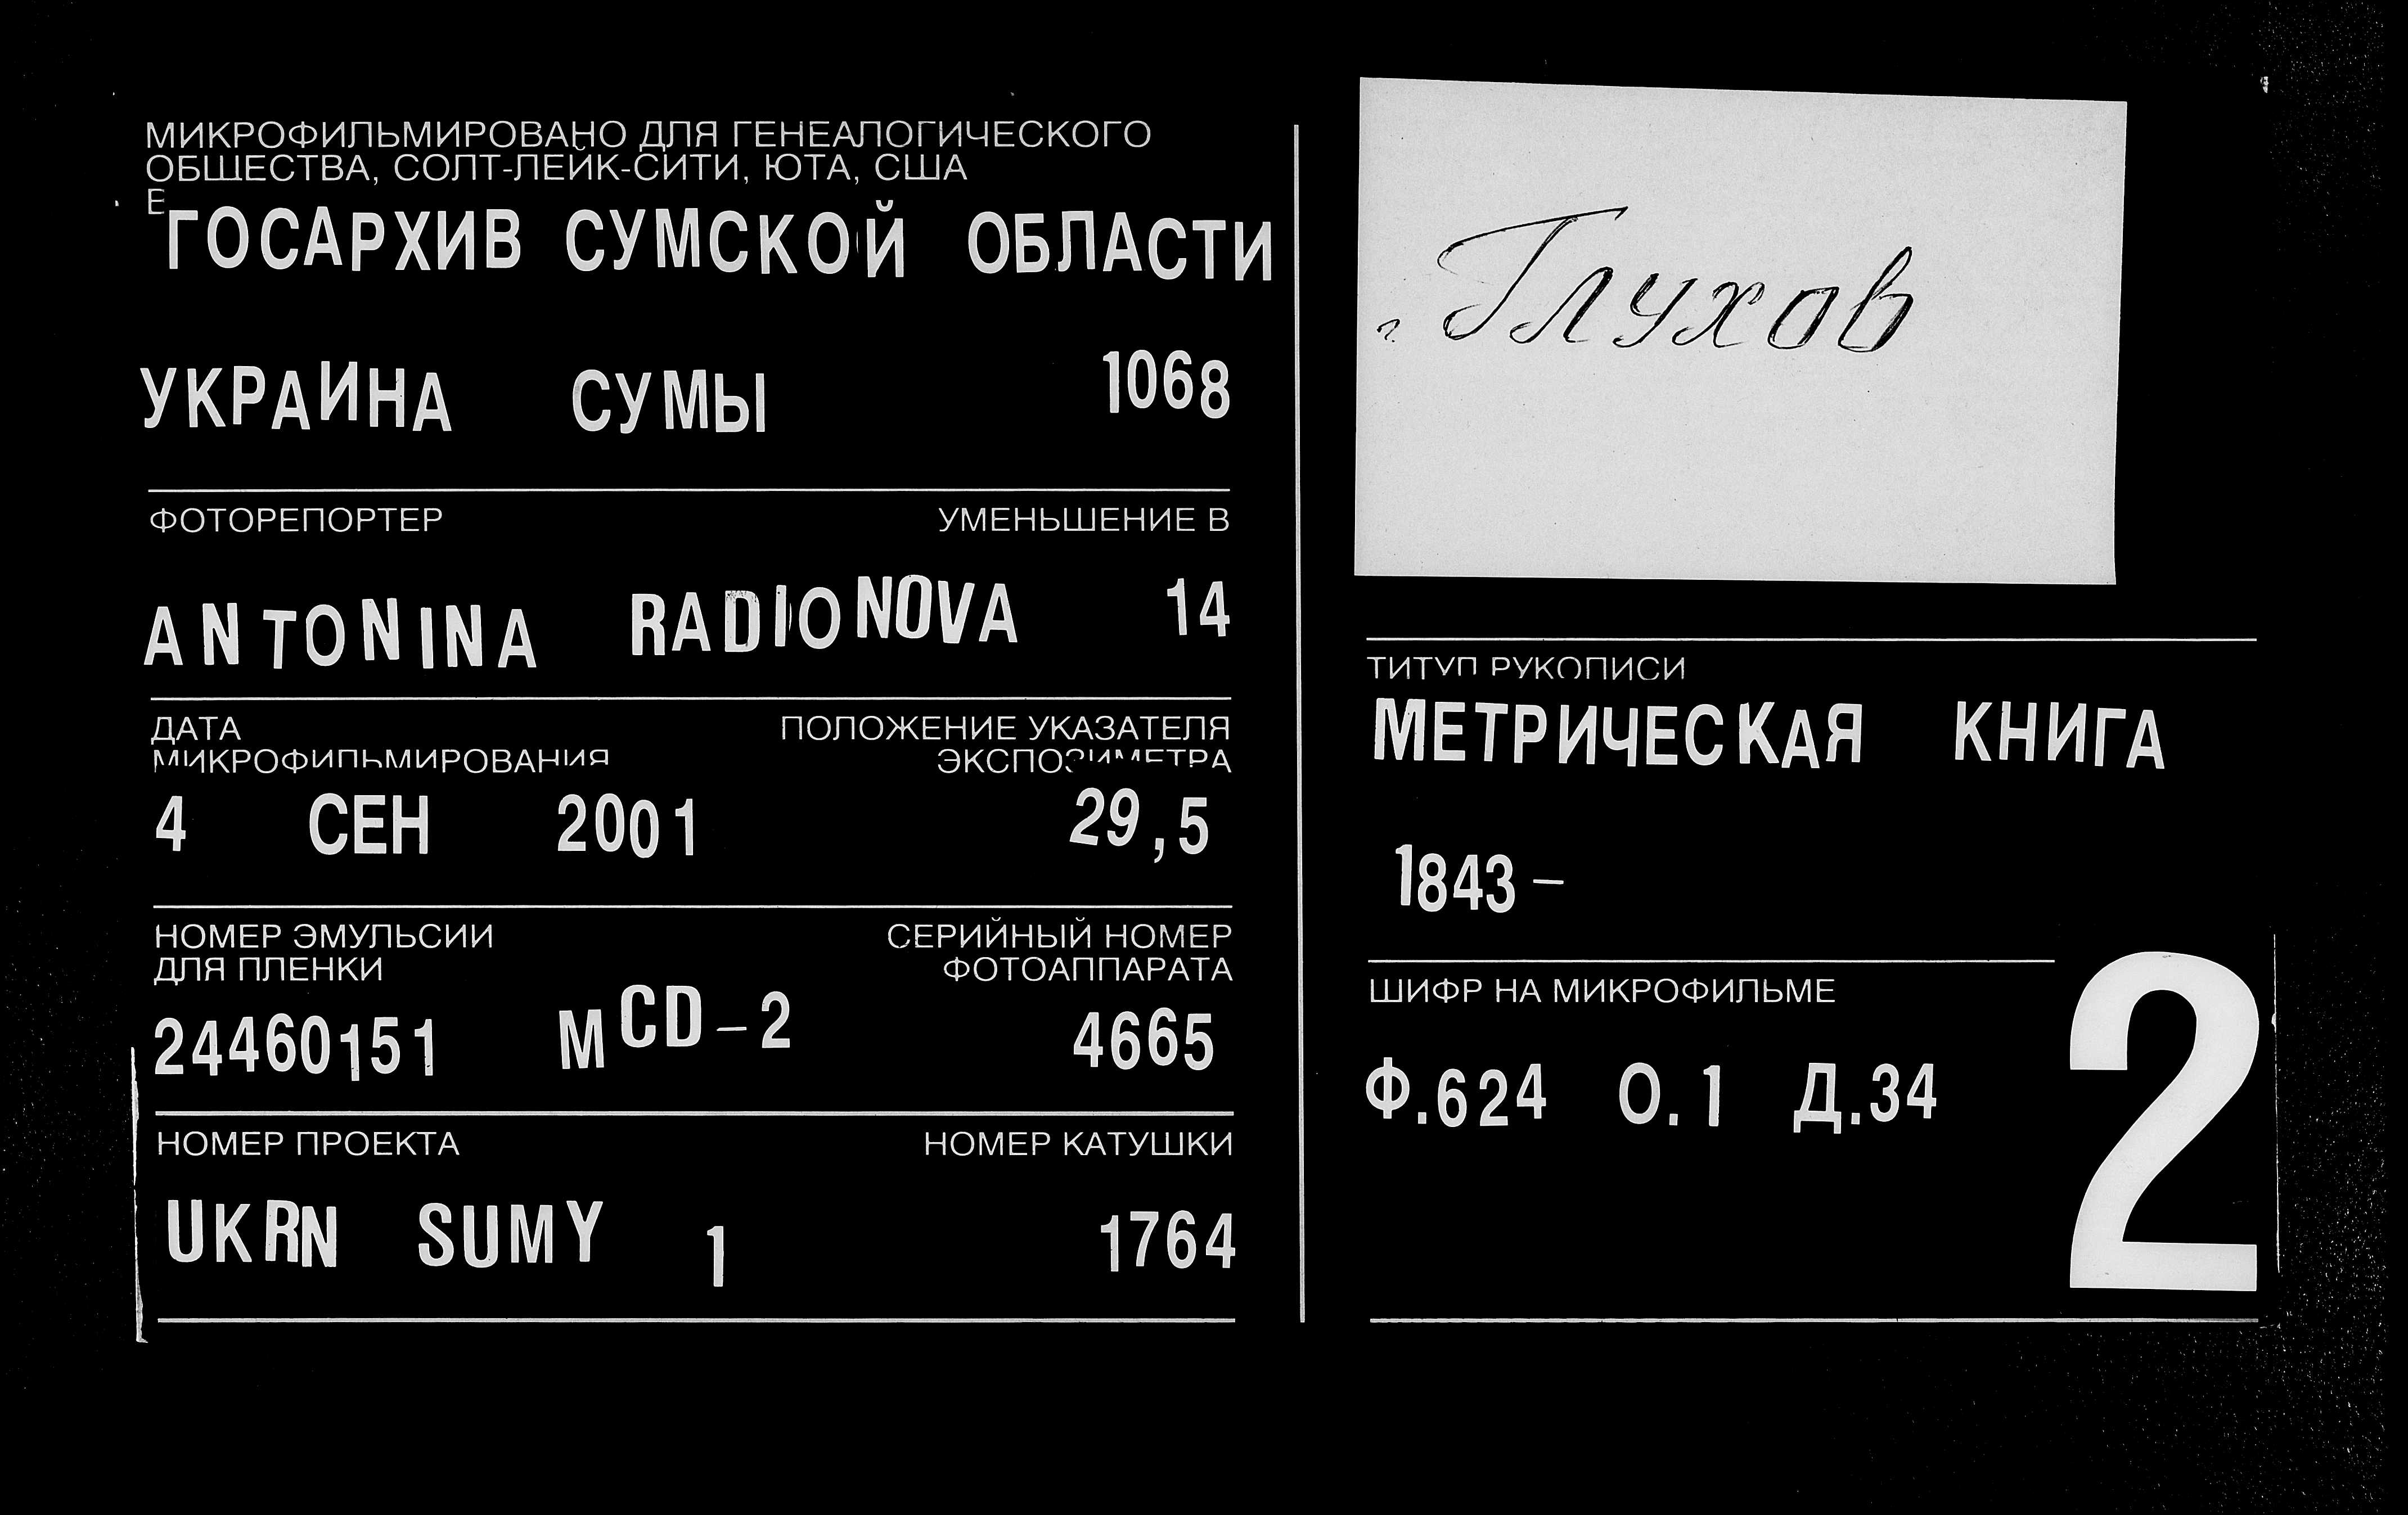 МИКРОФИЛЬМИРОВАНО ДЛЯ ГЕНЕАЛОГИЧЕСКОГО
ОБЩЕСТВА, СОЛТ-ЛЕЙК-СИТИ, ЮТА, США
Е
ГОСАРХИВ СУМСКОЙ ОБЛАСТИ
УКРАИНА СУМЫ 1068
ФОТОРЕПОРТЕР УМЕНЬШЕНИЕ В
ANTONINA RADIONOVA 14
ДАТА ПОЛОЖЕНИЕ УКАЗАТЕЛЯ
МИКРОФИЛЬМИРОВАНИЯ ЭКСПОЗИМЕТРА
4 СЕН 2001 29,5
НОМЕР ЭМУЛЬСИИ СЕРИЙНЫЙ НОМЕР
ДЛЯ ПЛЕНКИ ФОТОАППАРАТА
24460151 MCD-2 4665
НОМЕР ПРОЕКТА НОМЕР КАТУШКИ
UKRN SUMY 1 1764
г. Глухов
ТИТУЛ РУКОПИСИ
МЕТРИЧЕСКАЯ КНИГА
1843 –
ШИФР НА МИКРОФИЛЬМЕ
Ф.624 О.1 Д.34
2